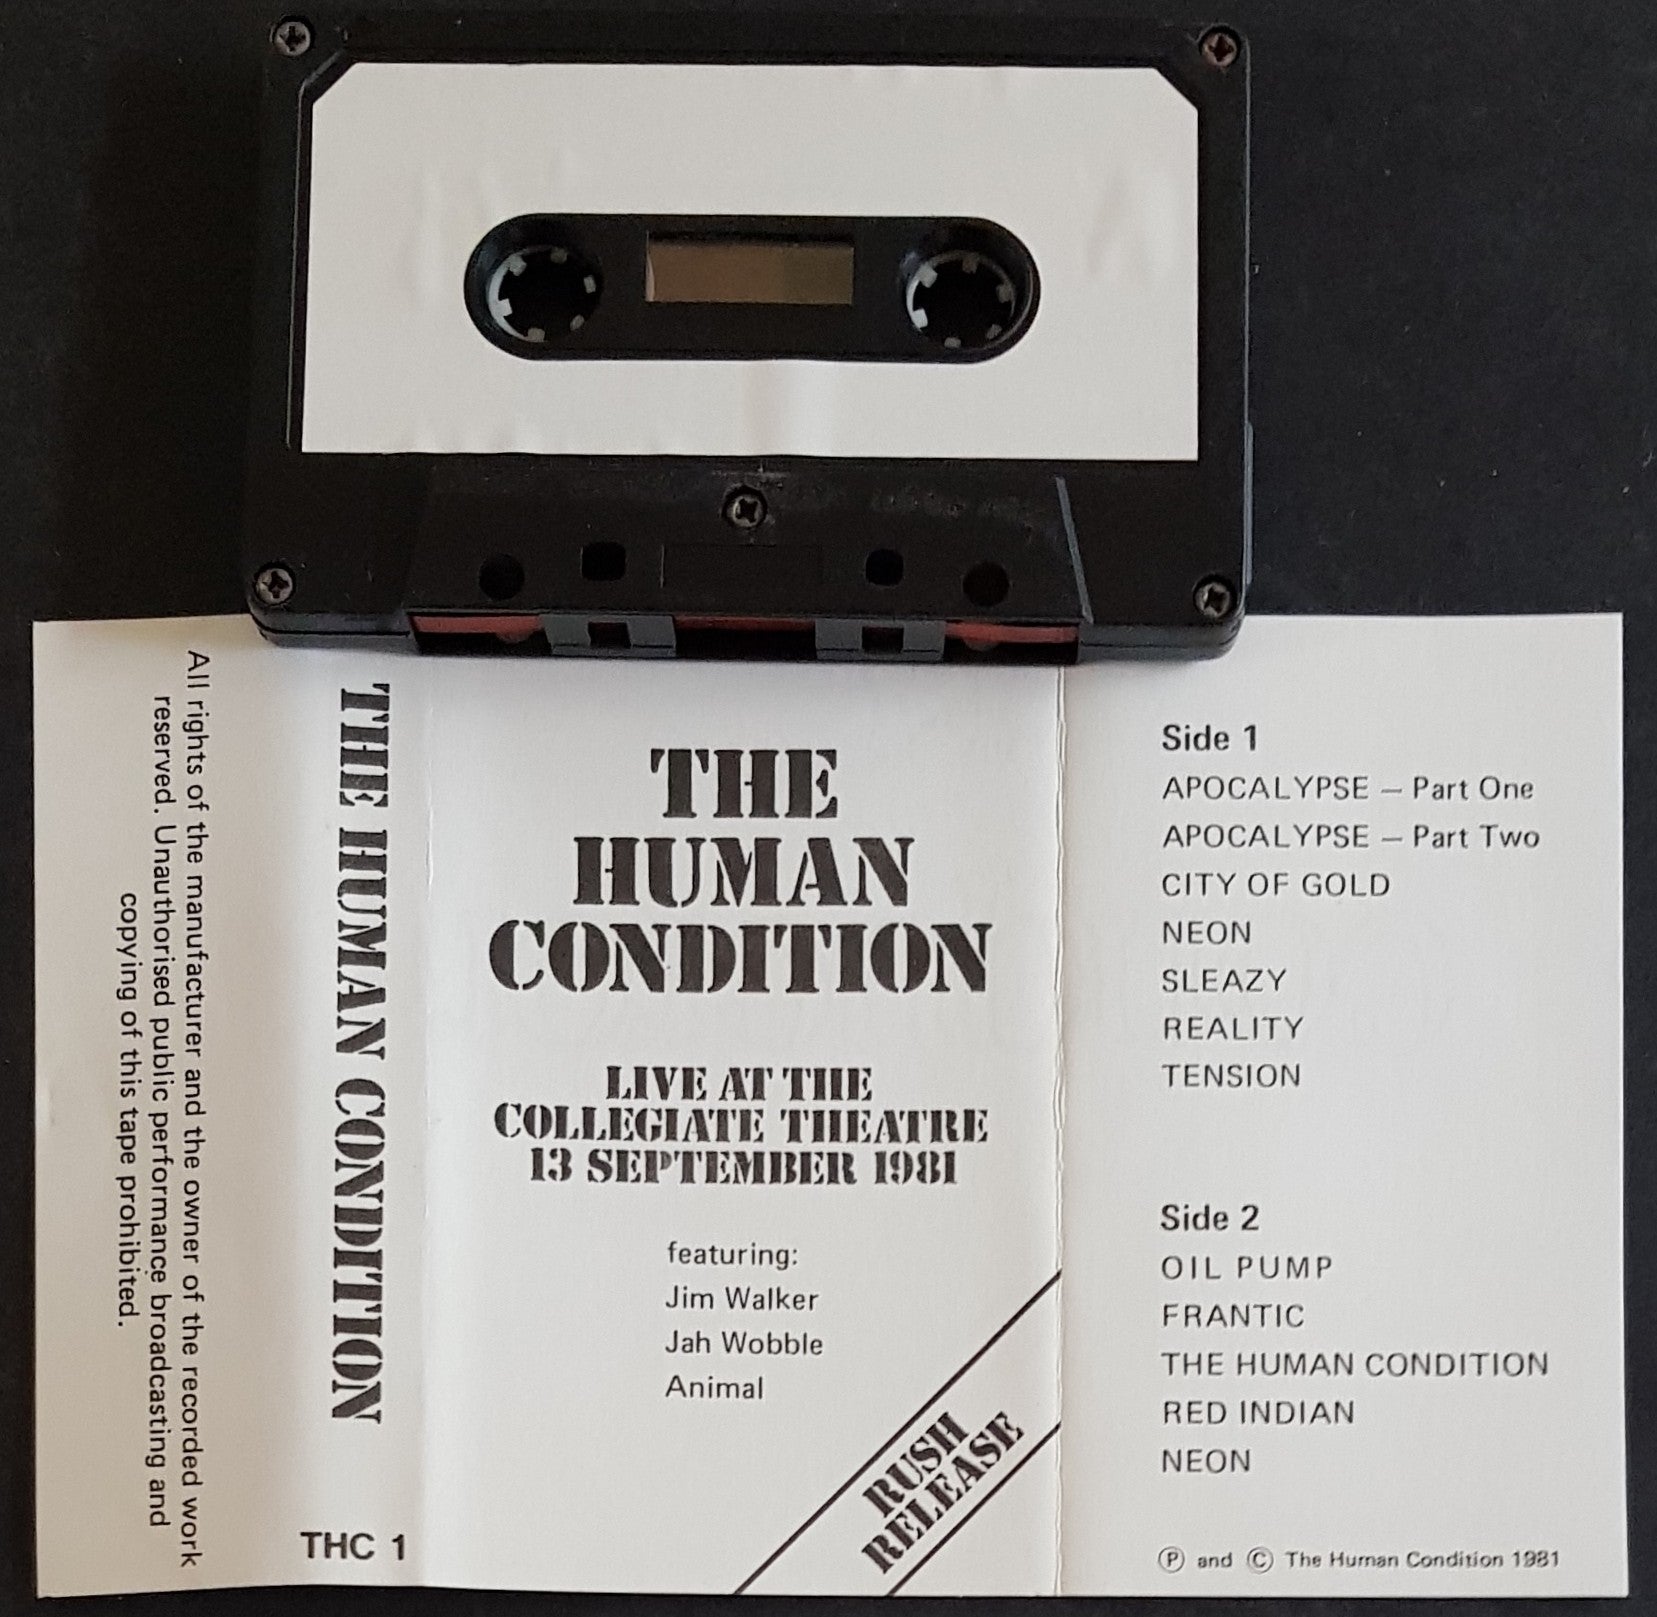 All rights of the manufacturer and the owner of the recorded work
reserved. Unauthorised public performance broadcasting and
copying of this tape prohibited.
THE HUMAN CONDITION
THC 1
THE
HUMAN
CONDITION
LIVE AT THE
COLLEGIATE THEATRE
13 SEPTEMBER 1981
featuring:
Jim Walker
Jah Wobble
Animal
RUSH
RELEASE
Side 1
APOCALYPSE – Part One
APOCALYPSE – Part Two
CITY OF GOLD
NEON
SLEAZY
REALITY
TENSION
Side 2
OIL PUMP
FRANTIC
THE HUMAN CONDITION
RED INDIAN
NEON
Ⓟ and Ⓒ The Human Condition 1981